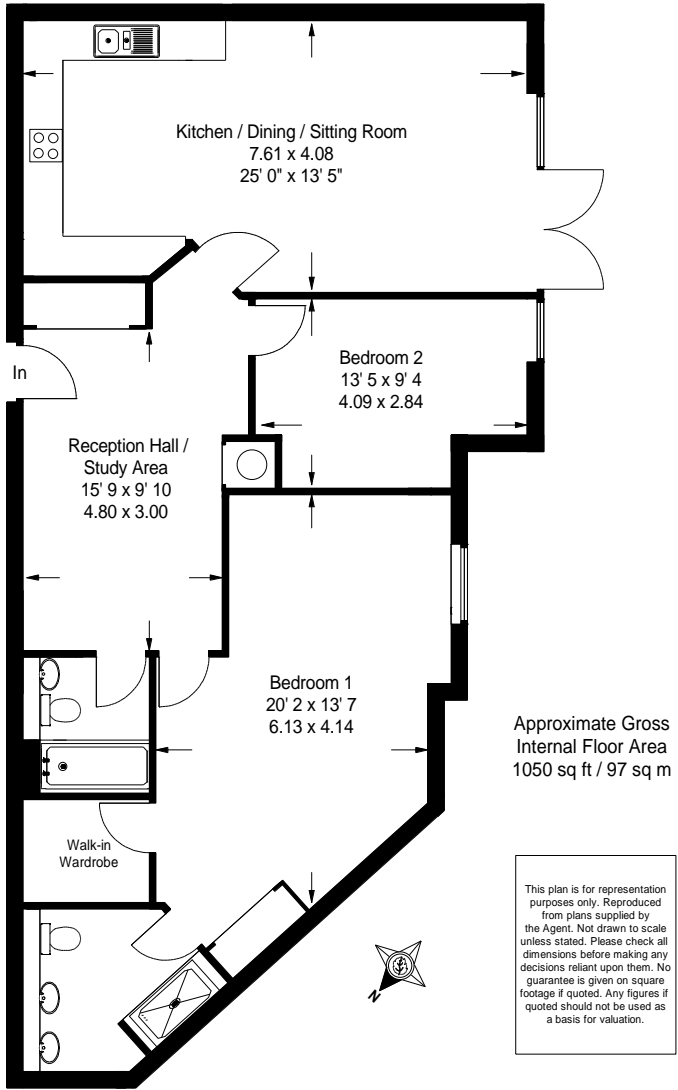 Kitchen / Dining / Sitting Room
7.61 x 4.08
25' 0" x 13' 5"
In
Bedroom 2
13' 5 x 9' 4
4.09 x 2.84
Reception Hall /
Study Area
15' 9 x 9' 10
4.80 x 3.00
Bedroom 1
20' 2 x 13' 7
6.13 x 4.14
Approximate Gross
Internal Floor Area
1050 sq ft / 97 sq m
Walk-in
Wardrobe
N
This plan is for representation
purposes only. Reproduced
from plans supplied by
the Agent. Not drawn to scale
unless stated. Please check all
dimensions before making any
decisions reliant upon them. No
guarantee is given on square
footage if quoted. Any figures if
quoted should not be used as
a basis for valuation.